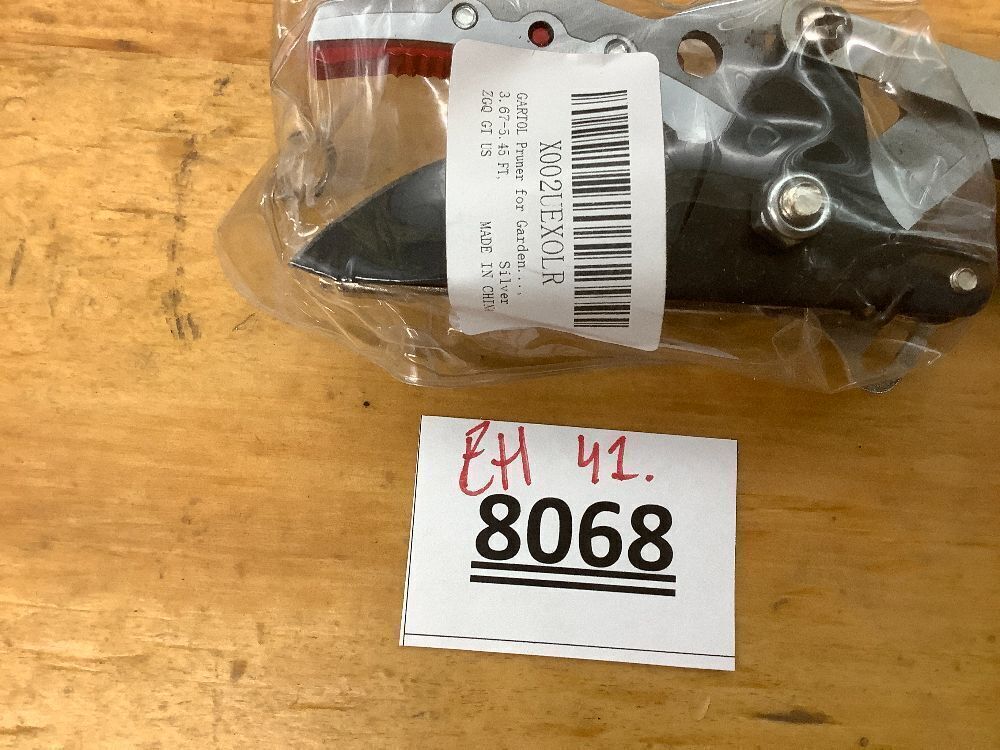 X002UEXOLR
GARTOL Pruner for Garden...,
3.67-5.45 FT, Silver
ZGQ GT US MADE IN CHIN
EH 41.
8068